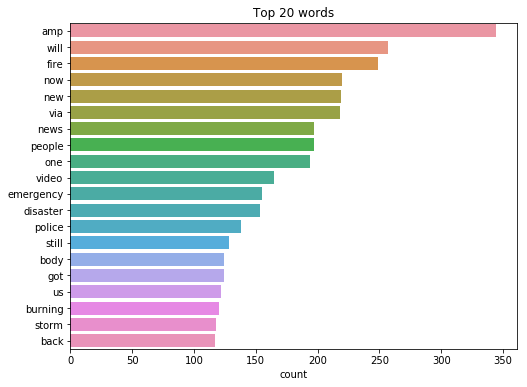 Top 20 words
amp
will
fire
now
new
via
news
people
one
video
emergency
disaster
police
still
body
got
us
burning
storm
back
0 50 100 150 200 250 300 350
count